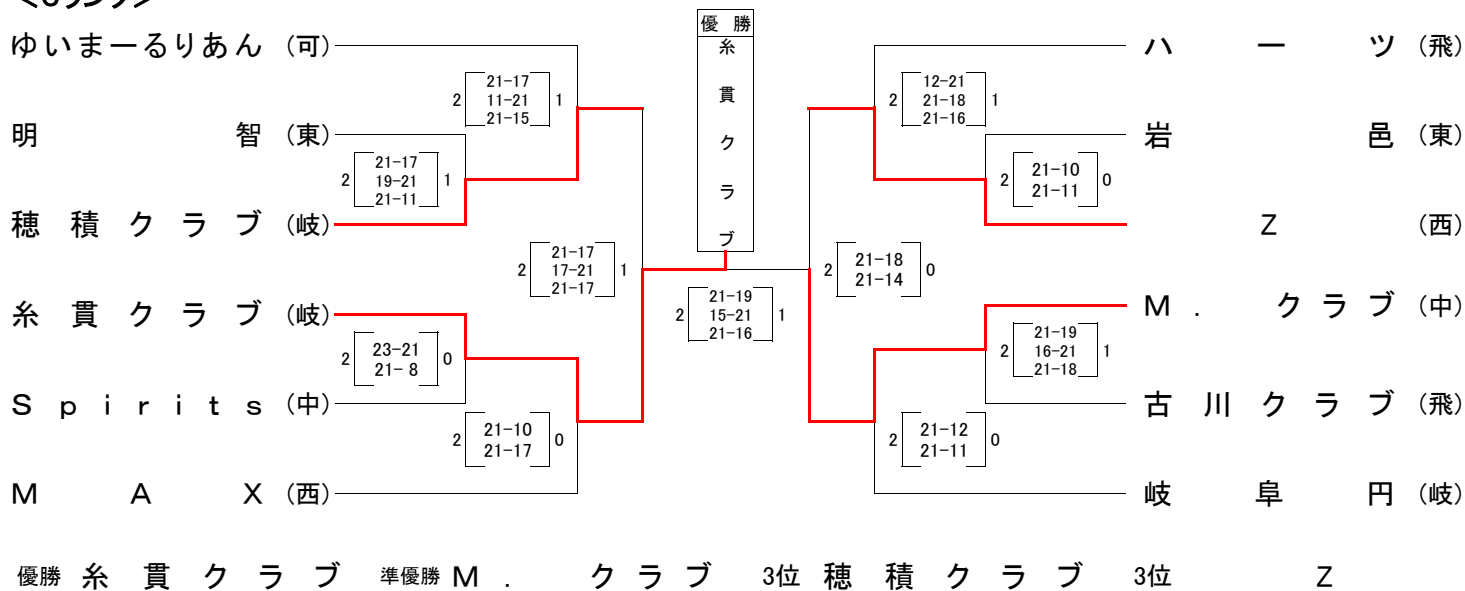 優勝
糸貫クラブ
ゆいまーるりあん (可)
ハーツ (飛)
2 21-17 11-21 21-15 1
2 12-21 21-18 21-16 1
明智 (東)
岩邑 (東)
2 21-17 19-21 21-11 1
2 21-10 21-11 0
穂積クラブ (岐)
Z (西)
2 21-17 17-21 21-17 1
2 21-18 21-14 0
糸貫クラブ (岐)
M.クラブ (中)
2 21-19 15-21 21-16 1
2 23-21 21-8 0
2 21-19 16-21 21-18 1
Spirits (中)
古川クラブ (飛)
2 21-10 21-17 0
2 21-12 21-11 0
MAX (西)
岐阜円 (岐)
優勝 糸貫クラブ 準優勝 M.クラブ 3位 穂積クラブ 3位 Z